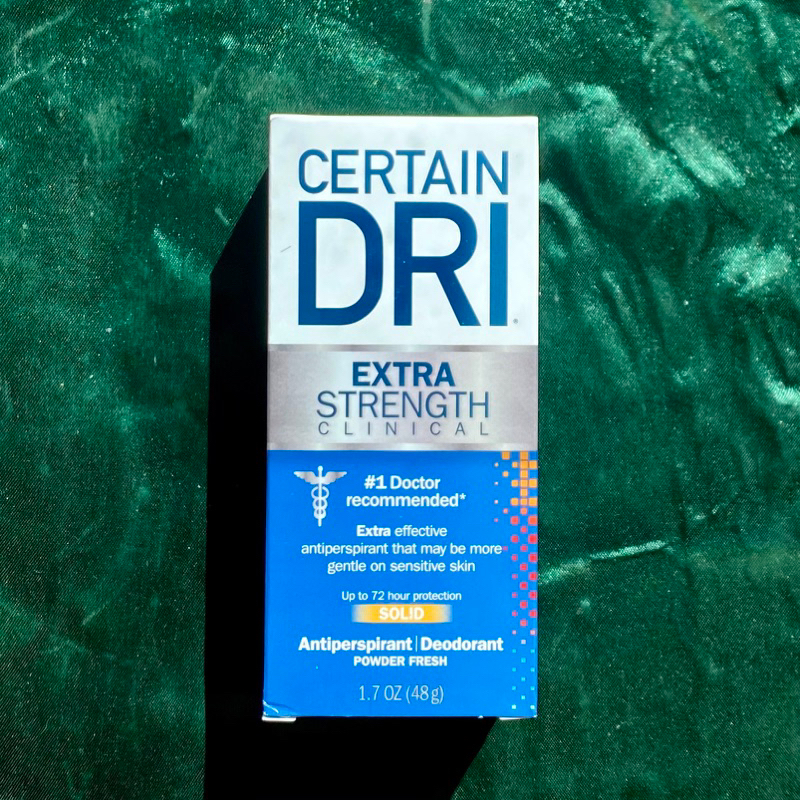 CERTAIN
DRI
EXTRA
STRENGTH
CLINICAL
#1 Doctor
recommended*
Extra effective
antiperspirant that may be more
gentle on sensitive skin
Up to 72 hour protection
SOLID
Antiperspirant | Deodorant
POWDER FRESH
1.7 OZ (48 g)